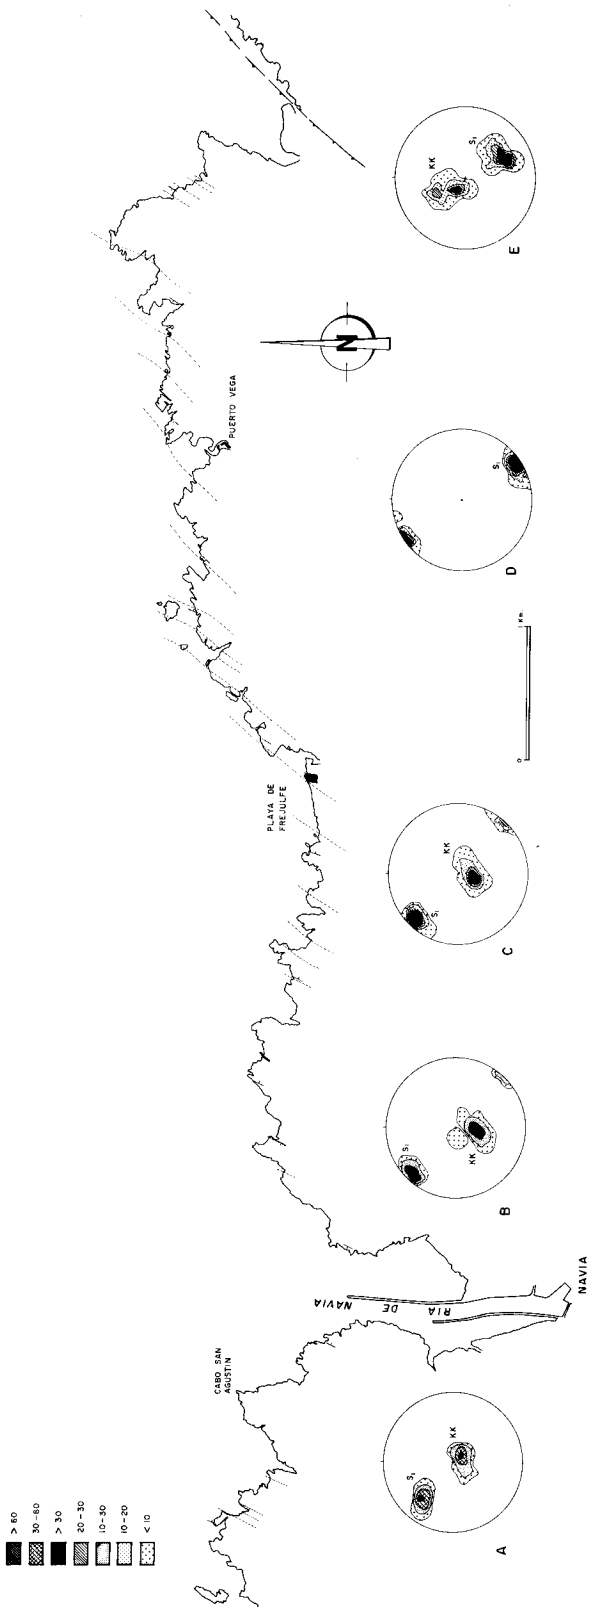 > 60
30-60
> 30
20-30
10-30
10-20
< 10
CABO SAN
AGUSTIN
RIA DE NAVIA
NAVIA
PLAYA DE
FREJULFE
PUERTO VEGA
N
0 1 Km.
S₁
KK
A
S₁
KK
B
S₁
KK
C
S₁
D
KK
S₁
E